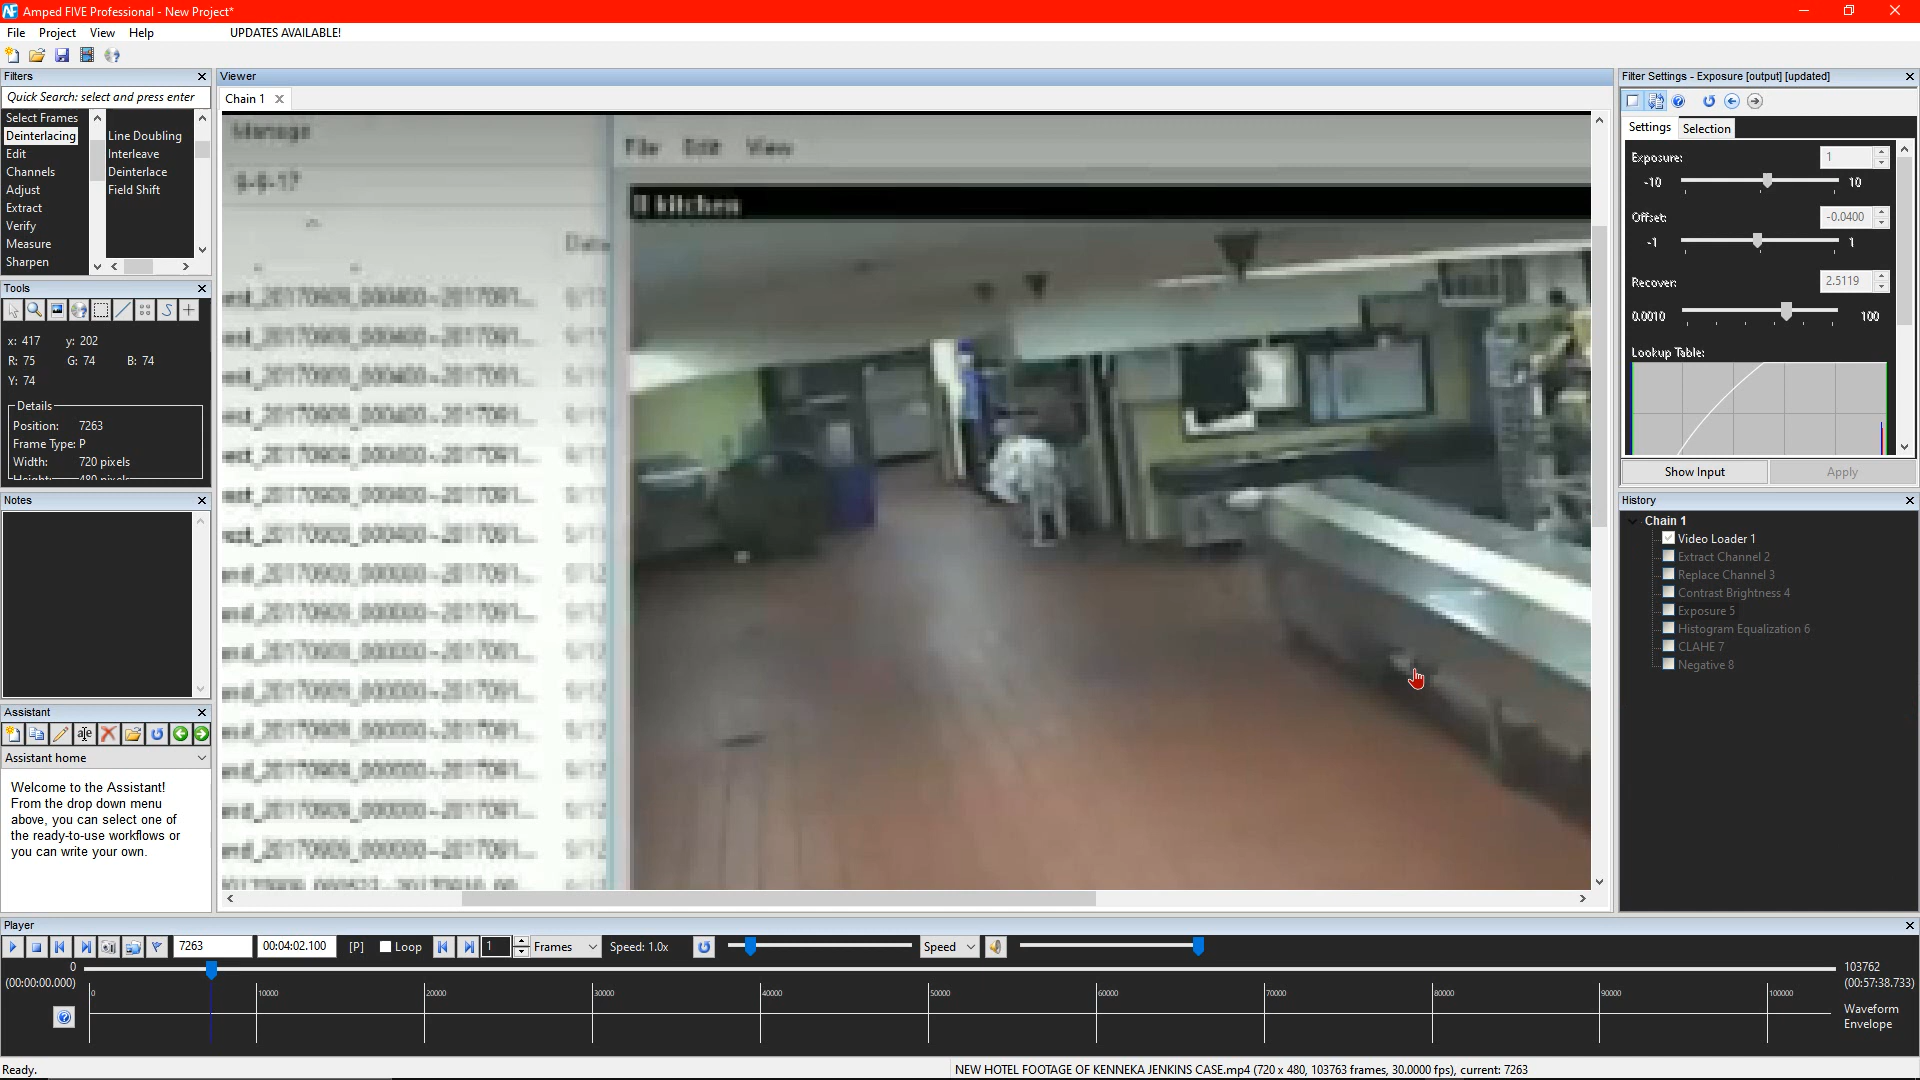 Amped FIVE Professional - New Project*
File Project View Help UPDATES AVAILABLE!
Filters
Quick Search: select and press enter
Select Frames
Deinterlacing
Edit
Channels
Adjust
Extract
Verify
Measure
Sharpen
Line Doubling
Interleave
Deinterlace
Field Shift
Tools
x: 417 y: 202
R: 75 G: 74 B: 74
Y: 74
Details
Position: 7263
Frame Type: P
Width: 720 pixels
Height: 480 pixels
Notes
Assistant
Assistant home
Welcome to the Assistant!
From the drop down menu
above, you can select one of
the ready-to-use workflows or
you can write your own.
Viewer
Chain 1
Manage
9-9-17
File Edit View
kitchen
Date
Filter Settings - Exposure [output] [updated]
Settings Selection
Exposure: 1
-10 10
Offset: -0.0400
-1 1
Recover: 2.5119
0.0010 100
Lookup Table:
Show Input Apply
History
Chain 1
Video Loader 1
Extract Channel 2
Replace Channel 3
Contrast Brightness 4
Exposure 5
Histogram Equalization 6
CLAHE 7
Negative 8
Player
7263 00:04:02.100 [P] Loop 1 Frames Speed: 1.0x Speed
0
(00:00:00.000)
103762
(00:57:38.733)
0 10000 20000 30000 40000 50000 60000 70000 80000 90000 100000
Waveform
Envelope
Ready.
NEW HOTEL FOOTAGE OF KENNEKA JENKINS CASE.mp4 (720 x 480, 103763 frames, 30.0000 fps), current: 7263